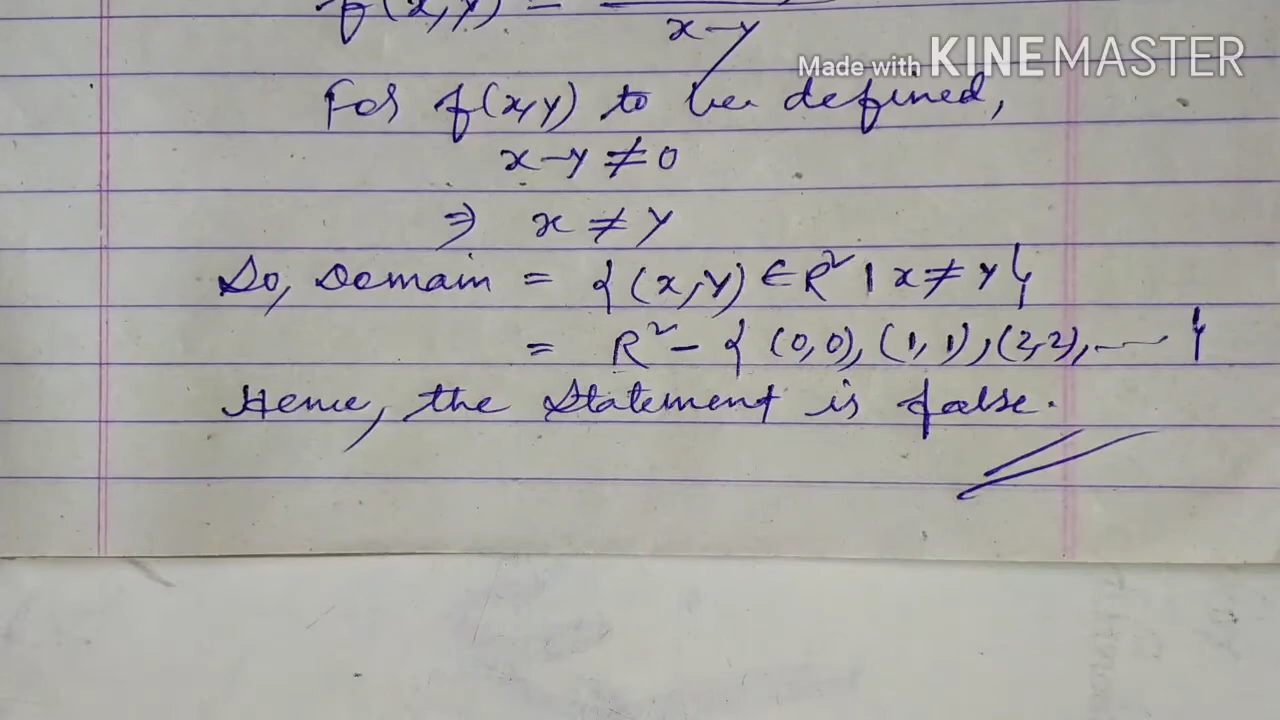 f(x,y) =
x-y
Made with KINEMASTER
For f(x,y) to be defined,
x-y ≠ 0
⇒ x ≠ y
So, Domain = {(x,y) ∈ R² | x ≠ y}
= R² - {(0,0), (1,1), (2,2), ---- }
Hence, the statement is false.